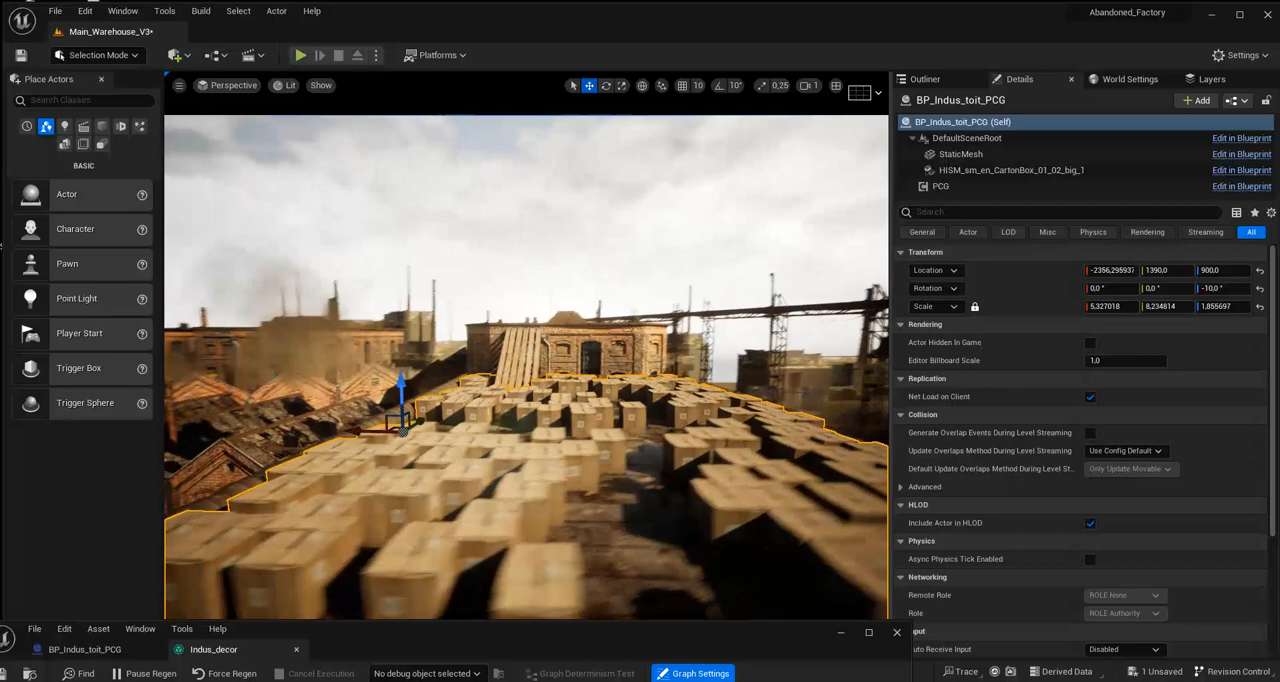 File Edit Window Tools Build Select Actor Help
Abandoned_Factory
Main_Warehouse_V3*
Selection Mode
Platforms
Settings
Place Actors
Search Classes
BASIC
Actor
Character
Pawn
Point Light
Player Start
Trigger Box
Trigger Sphere
Perspective Lit Show
10 10° 0,25 1
Outliner Details World Settings Layers
BP_Indus_toit_PCG
Add
BP_Indus_toit_PCG (Self)
DefaultSceneRoot Edit in Blueprint
StaticMesh Edit in Blueprint
HISM_sm_en_CartonBox_01_02_big_1 Edit in Blueprint
PCG Edit in Blueprint
Search
General Actor LOD Misc Physics Rendering Streaming All
Transform
Location -2356,295937 1390,0 900,0
Rotation 0,0 ° 0,0 ° -10,0 °
Scale 5,327018 8,234814 1,855697
Rendering
Actor Hidden In Game
Editor Billboard Scale 1,0
Replication
Net Load on Client
Collision
Generate Overlap Events During Level Streaming
Update Overlaps Method During Level Streaming Use Config Default
Default Update Overlaps Method During Level St... Only Update Movable
Advanced
HLOD
Include Actor in HLOD
Physics
Async Physics Tick Enabled
Networking
Remote Role ROLE None
Role ROLE Authority
Input
Auto Receive Input Disabled
File Edit Asset Window Tools Help
BP_Indus_toit_PCG Indus_decor
Find Pause Regen Force Regen Cancel Execution No debug object selected Graph Determinism Test Graph Settings
Trace Derived Data 1 Unsaved Revision Control